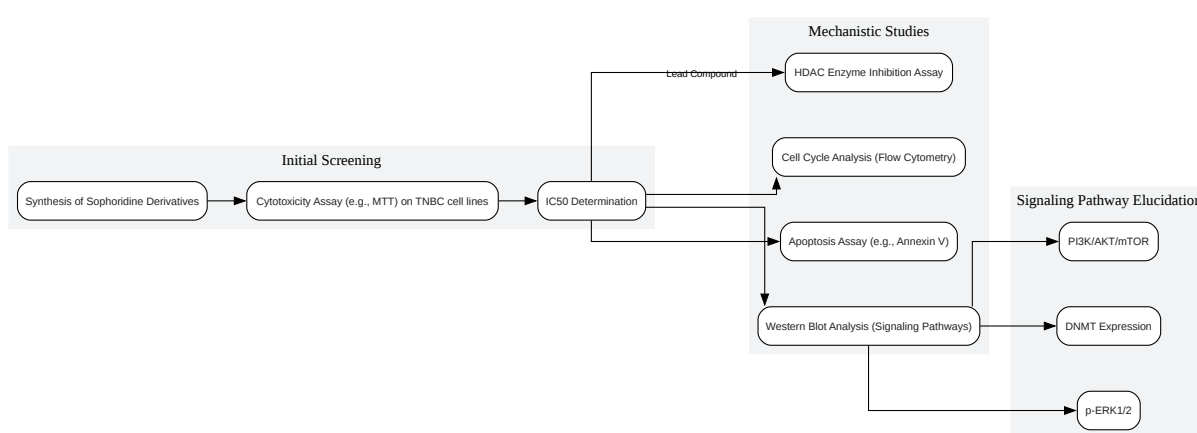 Mechanistic Studies
Lead Compound
HDAC Enzyme Inhibition Assay
Initial Screening
Cell Cycle Analysis (Flow Cytometry)
Synthesis of Sophoridine Derivatives
Cytotoxicity Assay (e.g., MTT) on TNBC cell lines
IC50 Determination
Signaling Pathway Elucidation
Apoptosis Assay (e.g., Annexin V)
PI3K/AKT/mTOR
Western Blot Analysis (Signaling Pathways)
DNMT Expression
p-ERK1/2